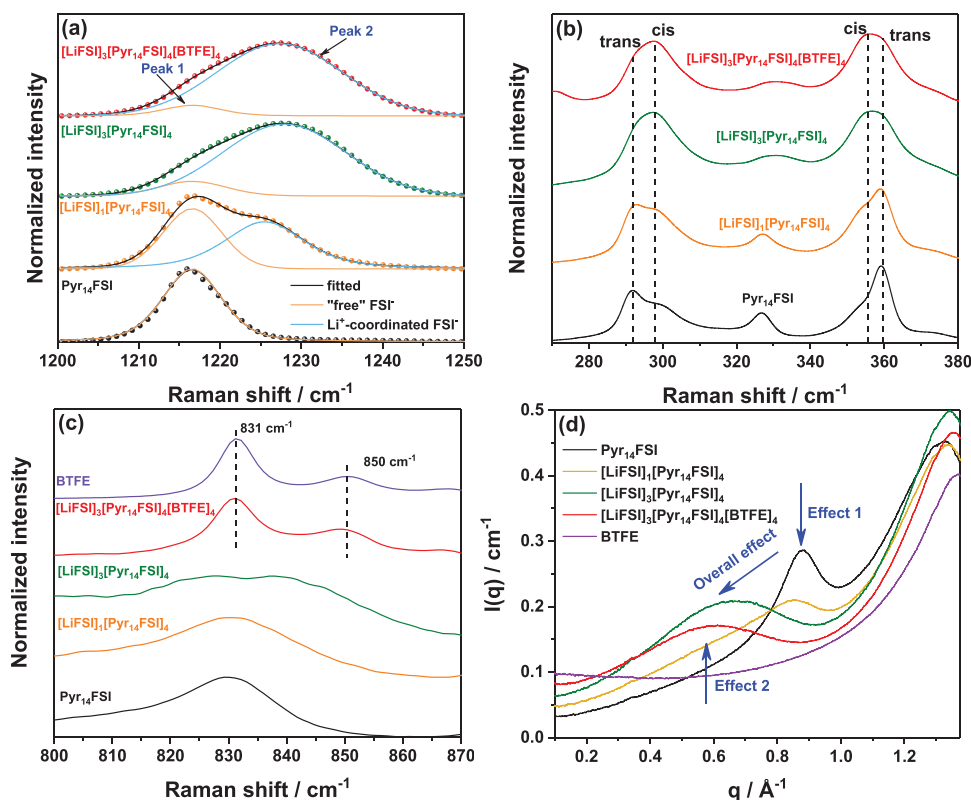 (a)
[LiFSI]₃[Pyr₁₄FSI]₄[BTFE]₄
Peak 2
Peak 1
[LiFSI]₃[Pyr₁₄FSI]₄
[LiFSI]₁[Pyr₁₄FSI]₄
Pyr₁₄FSI
fitted
"free" FSI⁻
Li⁺-coordinated FSI⁻
Normalized intensity
1200 1210 1220 1230 1240 1250
Raman shift / cm⁻¹
(b)
trans cis cis trans
[LiFSI]₃[Pyr₁₄FSI]₄[BTFE]₄
[LiFSI]₃[Pyr₁₄FSI]₄
[LiFSI]₁[Pyr₁₄FSI]₄
Pyr₁₄FSI
Normalized intensity
280 300 320 340 360 380
Raman shift / cm⁻¹
(c)
831 cm⁻¹
850 cm⁻¹
BTFE
[LiFSI]₃[Pyr₁₄FSI]₄[BTFE]₄
[LiFSI]₃[Pyr₁₄FSI]₄
[LiFSI]₁[Pyr₁₄FSI]₄
Pyr₁₄FSI
Normalized intensity
800 810 820 830 840 850 860 870
Raman shift / cm⁻¹
(d)
Pyr₁₄FSI
[LiFSI]₁[Pyr₁₄FSI]₄
[LiFSI]₃[Pyr₁₄FSI]₄
[LiFSI]₃[Pyr₁₄FSI]₄[BTFE]₄
BTFE
Effect 1
Overall effect
Effect 2
I(q) / cm⁻¹
0.5
0.4
0.3
0.2
0.1
0.0
0.2 0.4 0.6 0.8 1.0 1.2
q / Å⁻¹